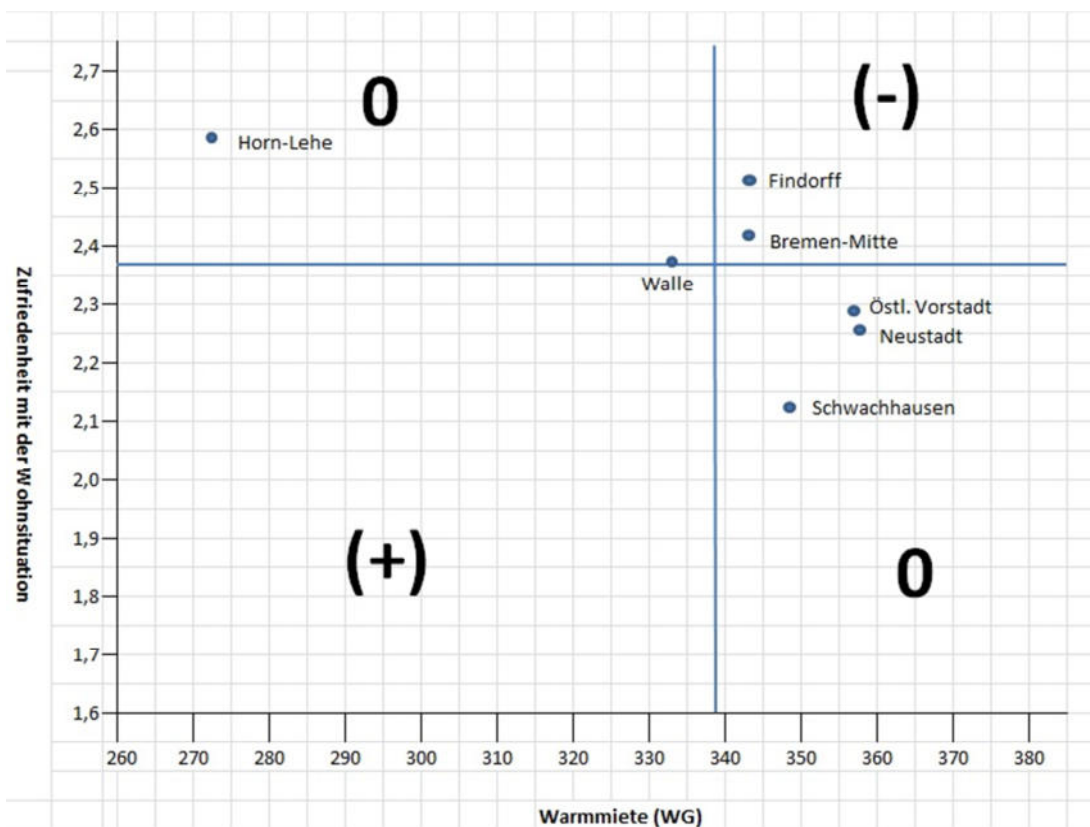 2,7
0
(-)
2,6
Horn-Lehe
2,5
Findorff
2,4
Bremen-Mitte
Walle
2,3
Östl. Vorstadt
Neustadt
2,2
2,1
Schwachhausen
2,0
1,9
(+)
0
1,8
1,7
1,6
Zufriedenheit mit der Wohnsituation
260 270 280 290 300 310 320 330 340 350 360 370 380
Warmmiete (WG)